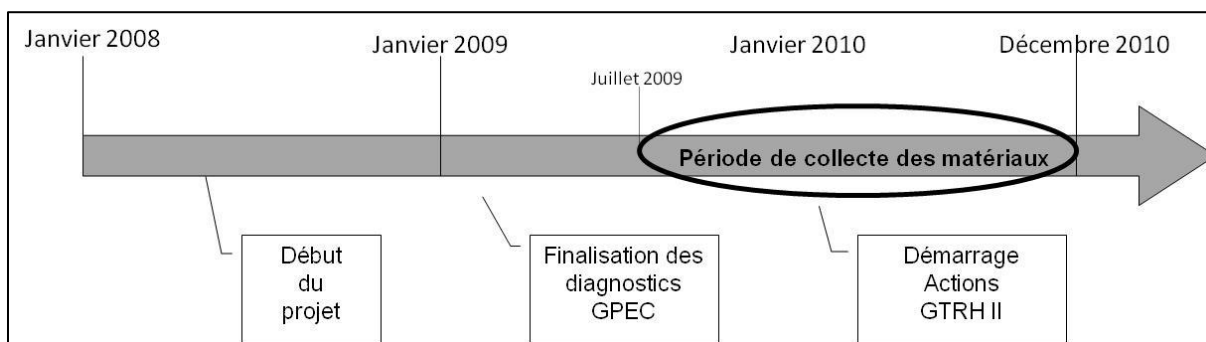 Janvier 2008
Janvier 2009
Janvier 2010
Décembre 2010
Juillet 2009
Période de collecte des matériaux
Début
du
projet
Finalisation des
diagnostics
GPEC
Démarrage
Actions
GTRH II